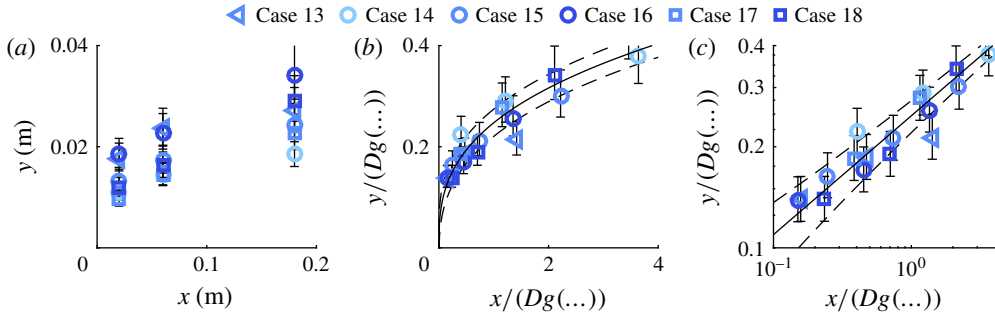 Case 13 Case 14 Case 15 Case 16 Case 17 Case 18
(a) (b) (c)
0.04 0.4 0.4
0.3
0.02 0.2 0.2
0.1
y (m) y/(Dg(...)) y/(Dg(...))
0 0.1 0.2 0 2 4 10⁻¹ 10⁰
x (m) x/(Dg(...)) x/(Dg(...))